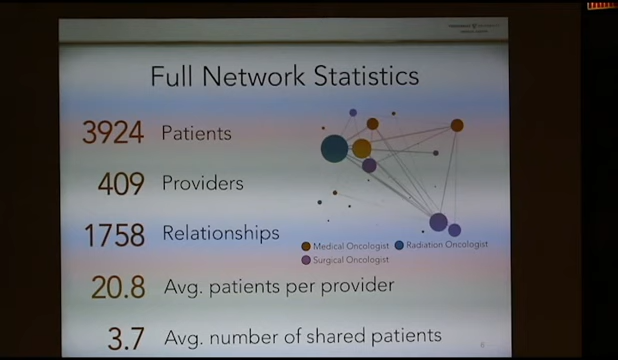 Full Network Statistics
3924 Patients
409 Providers
1758 Relationships
Medical Oncologist Radiation Oncologist
Surgical Oncologist
20.8 Avg. patients per provider
3.7 Avg. number of shared patients